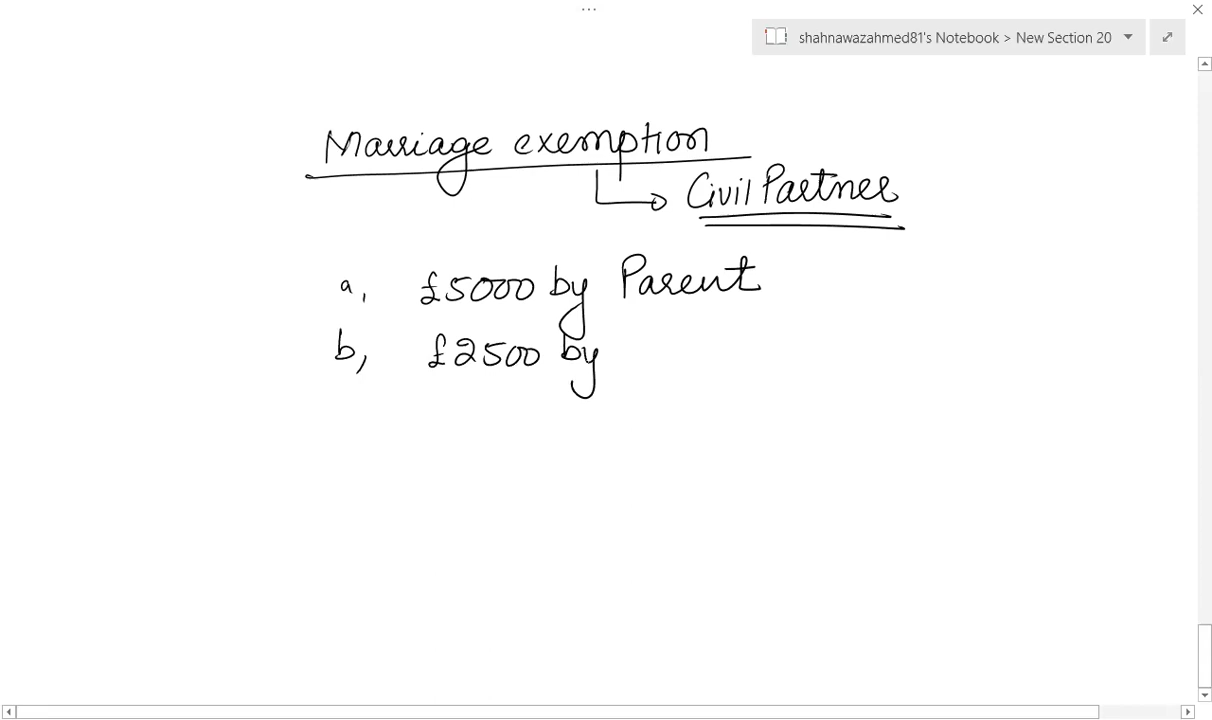 shahnawazahmed81's Notebook > New Section 20
Marriage exemption
Civil Partner
a, £5000 by Parent
b, £2500 by